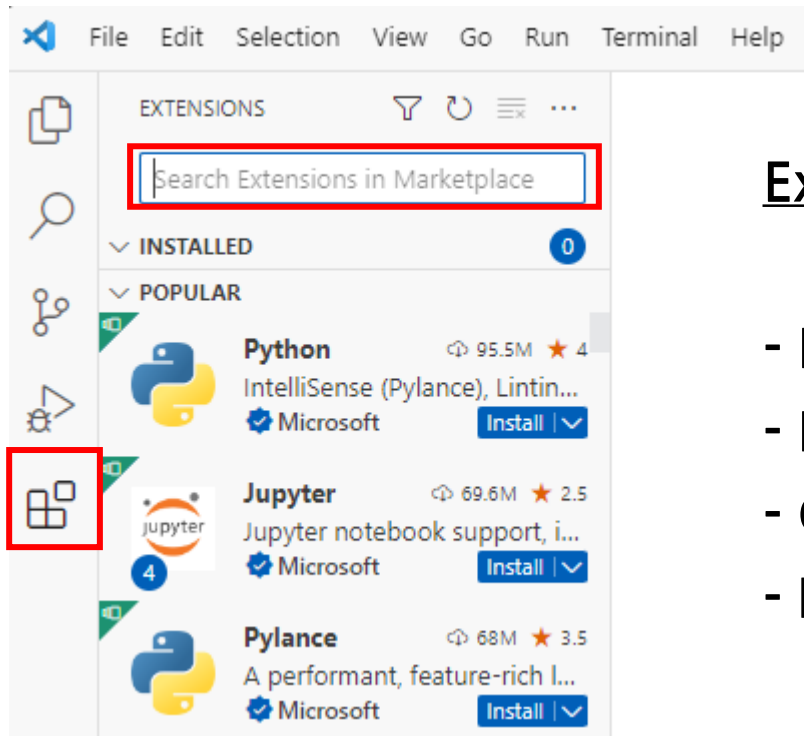 File Edit Selection View Go Run Terminal Help
EXTENSIONS
Search Extensions in Marketplace
INSTALLED 0
POPULAR
Python 95.5M ★ 4
IntelliSense (Pylance), Lintin...
Microsoft Install
Jupyter 69.6M ★ 2.5
jupyter
Jupyter notebook support, i...
4 Microsoft Install
Pylance 68M ★ 3.5
A performant, feature-rich l...
Microsoft Install